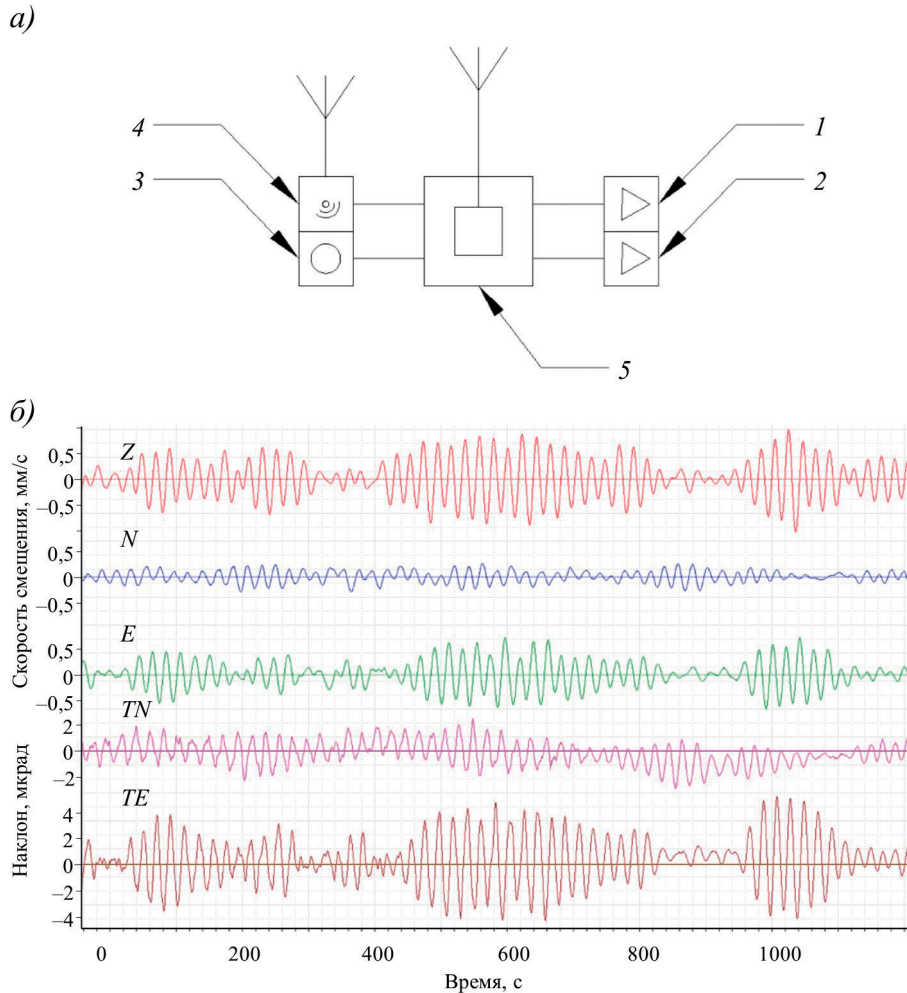 а)
4
1
3
2
5
б)
Скорость смещения, мм/с
Z
0,5
0
–0,5
N
0,5
0
–0,5
E
0,5
0
–0,5
Наклон, мкрад
TN
2
0
–2
TE
4
2
0
–2
–4
0 200 400 600 800 1000
Время, с